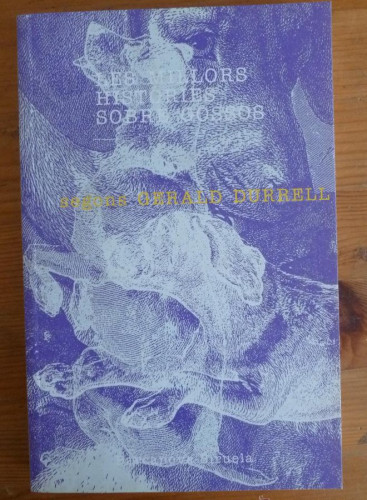 LES MILLORS
HISTÒRIES
SOBRE GOSSOS
segons GERALD DURRELL
Siruela